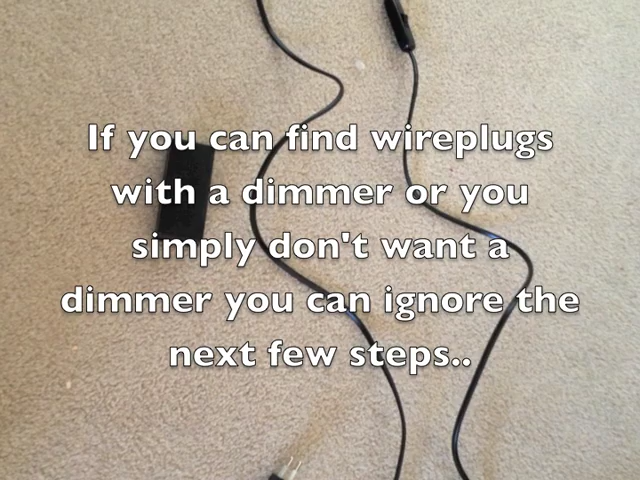 If you can find wireplugs
with a dimmer or you
simply don't want a
dimmer you can ignore the
next few steps..